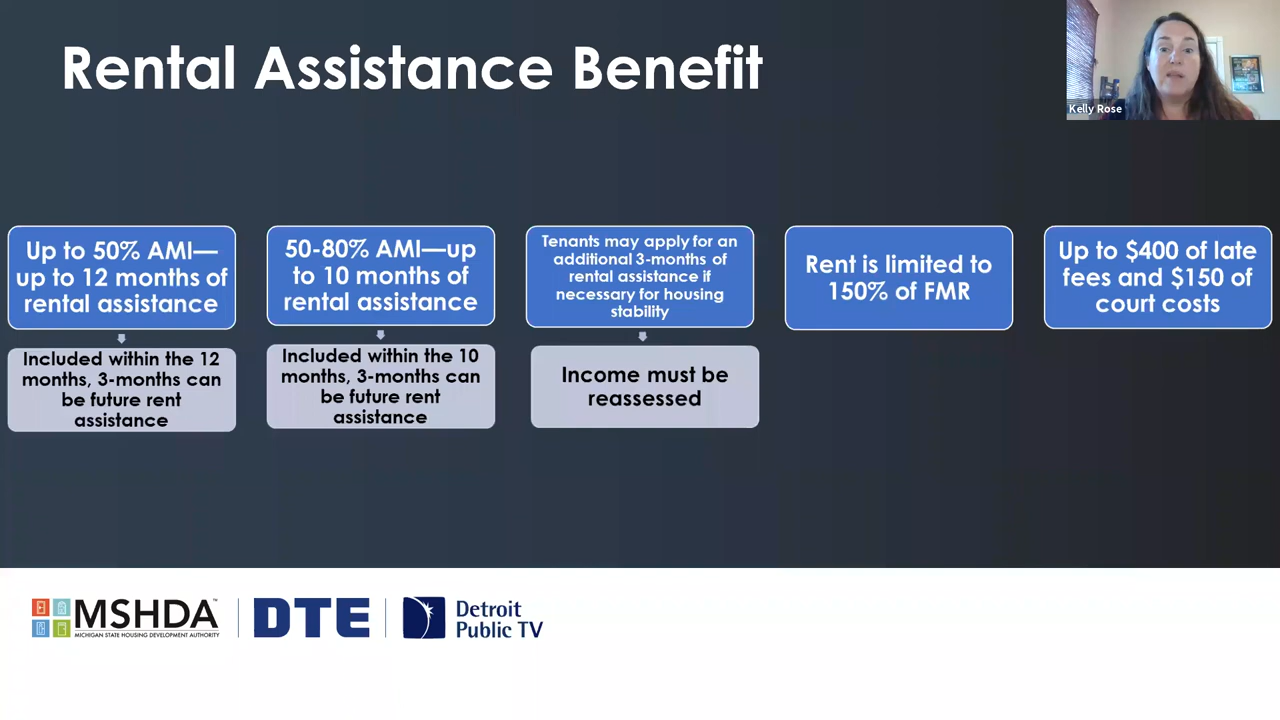 Rental Assistance Benefit
Kelly Rose
Up to 50% AMI—
up to 12 months of
rental assistance
Included within the 12
months, 3-months can
be future rent
assistance
50-80% AMI—up
to 10 months of
rental assistance
Included within the 10
months, 3-months can
be future rent
assistance
Tenants may apply for an
additional 3-months of
rental assistance if
necessary for housing
stability
Income must be
reassessed
Rent is limited to
150% of FMR
Up to $400 of late
fees and $150 of
court costs
MSHDA™
MICHIGAN STATE HOUSING DEVELOPMENT AUTHORITY
DTE
Detroit
Public TV